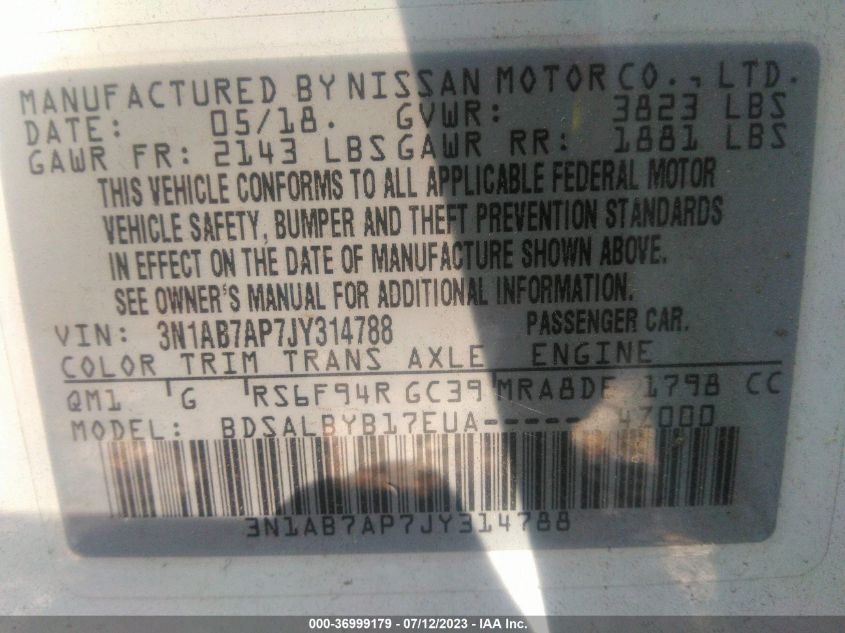 MANUFACTURED BY NISSAN MOTOR CO., LTD.
DATE: 05/18. GVWR: 3823 LBS
GAWR FR: 2143 LBS GAWR RR: 1881 LBS
THIS VEHICLE CONFORMS TO ALL APPLICABLE FEDERAL MOTOR
VEHICLE SAFETY, BUMPER AND THEFT PREVENTION STANDARDS
IN EFFECT ON THE DATE OF MANUFACTURE SHOWN ABOVE.
SEE OWNER'S MANUAL FOR ADDITIONAL INFORMATION.
VIN: 3N1AB7AP7JY314788 PASSENGER CAR.
COLOR TRIM TRANS AXLE ENGINE
QM1 G RS6F94R GC39 MRA8DE 1798 CC
MODEL: BDSALBYB17EUA----- 47000
3N1AB7AP7JY314788
000-36999179 - 07/12/2023 - IAA Inc.